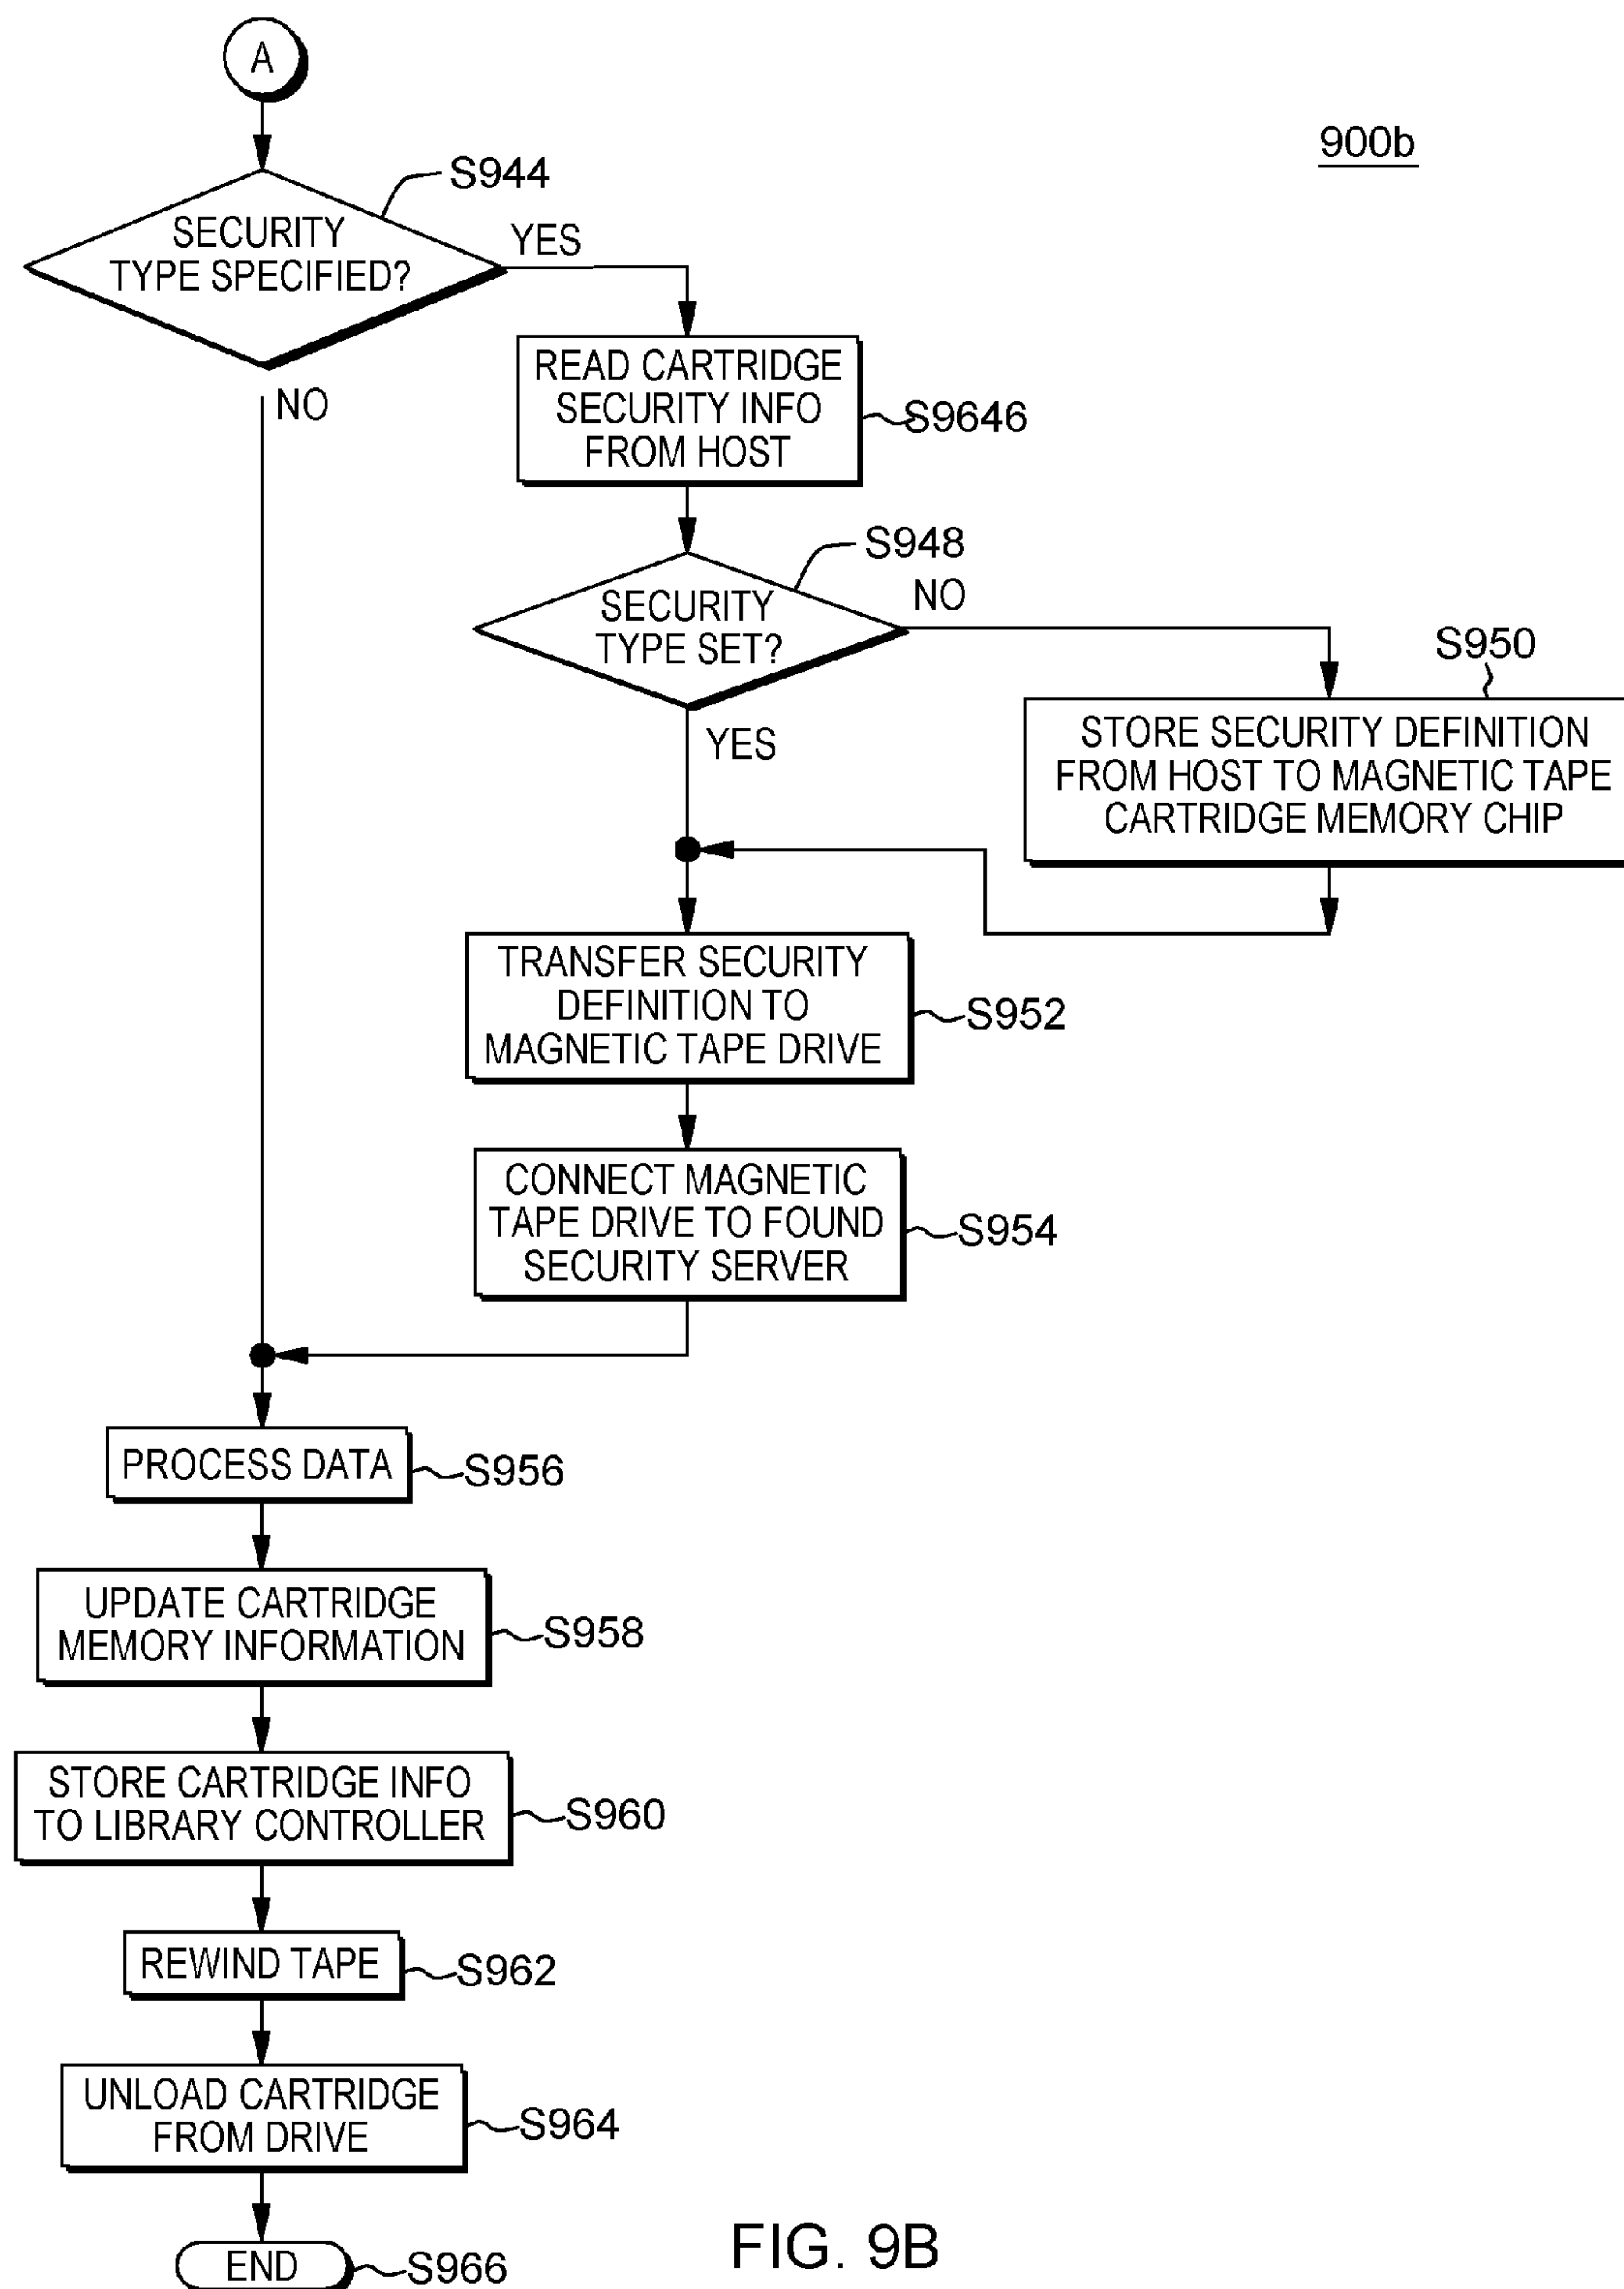 A
900b
S944
SECURITY
TYPE SPECIFIED?
YES
NO
READ CARTRIDGE
SECURITY INFO
FROM HOST
S9646
S948
SECURITY
TYPE SET?
NO
YES
S950
STORE SECURITY DEFINITION
FROM HOST TO MAGNETIC TAPE
CARTRIDGE MEMORY CHIP
TRANSFER SECURITY
DEFINITION TO
MAGNETIC TAPE DRIVE
S952
CONNECT MAGNETIC
TAPE DRIVE TO FOUND
SECURITY SERVER
S954
PROCESS DATA
S956
UPDATE CARTRIDGE
MEMORY INFORMATION
S958
STORE CARTRIDGE INFO
TO LIBRARY CONTROLLER
S960
REWIND TAPE
S962
UNLOAD CARTRIDGE
FROM DRIVE
S964
END
S966
FIG. 9B